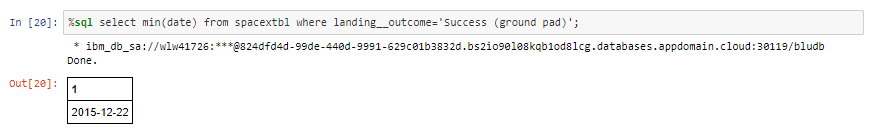 In [20]: %sql select min(date) from spacextbl where landing__outcome='Success (ground pad)';
* ibm_db_sa://wlw41726:***@824dfd4d-99de-440d-9991-629c01b3832d.bs2io90l08kqb1od8lcg.databases.appdomain.cloud:30119/bludb
Done.
Out[20]: 1
2015-12-22